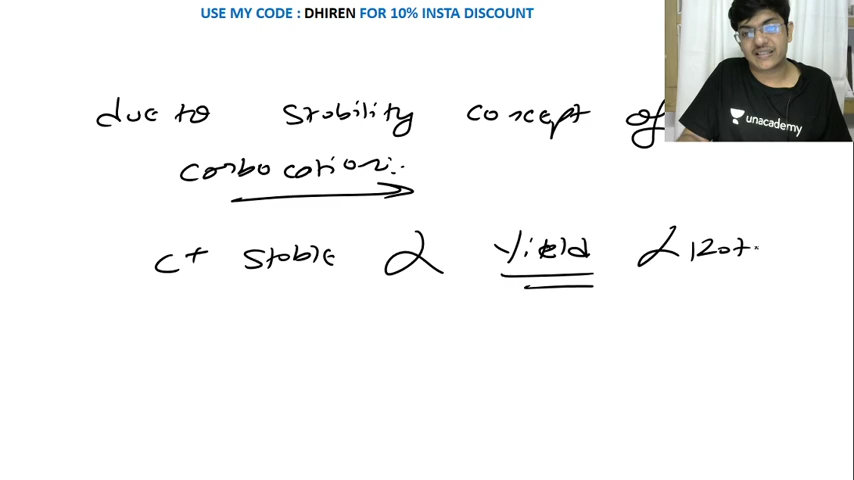 USE MY CODE : DHIREN FOR 10% INSTA DISCOUNT
unacademy
due to stability concept of
carbocation
C+ stable ∝ Yield ∝